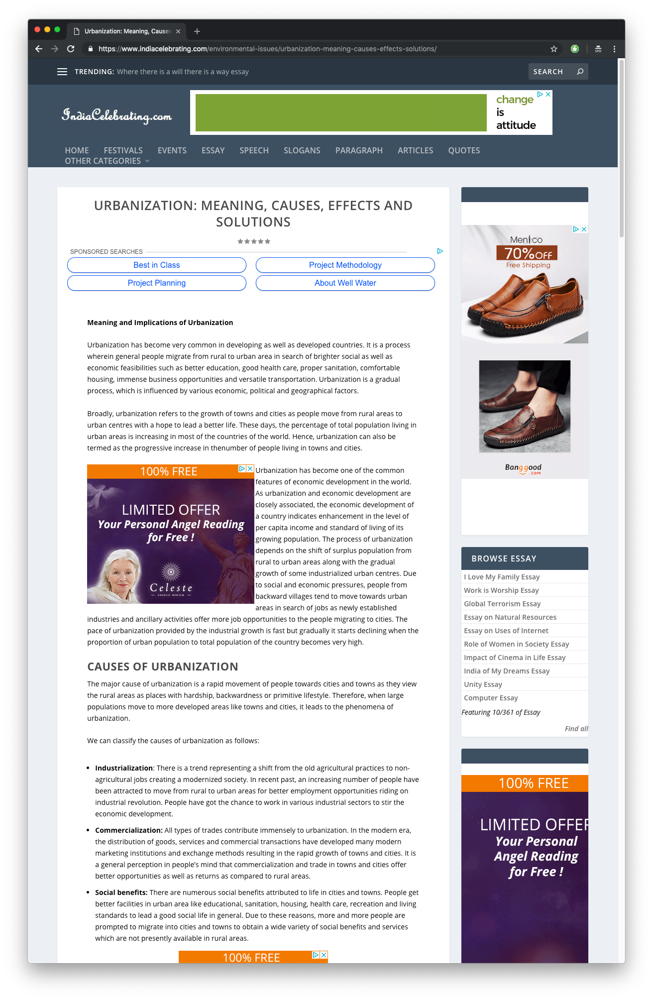 Urbanization: Meaning, Causes
https://www.indiacelebrating.com/environmental-issues/urbanization-meaning-causes-effects-solutions/
TRENDING: Where there is a will there is a way essay
SEARCH
IndiaCelebrating.com
change
is
attitude
HOME FESTIVALS EVENTS ESSAY SPEECH SLOGANS PARAGRAPH ARTICLES QUOTES
OTHER CATEGORIES
URBANIZATION: MEANING, CAUSES, EFFECTS AND
SOLUTIONS
SPONSORED SEARCHES
Best in Class
Project Methodology
Project Planning
About Well Water
Meaning and Implications of Urbanization
Urbanization has become very common in developing as well as developed countries. It is a process
wherein general people migrate from rural to urban area in search of brighter social as well as
economic feasibilities such as better education, good health care, proper sanitation, comfortable
housing, immense business opportunities and versatile transportation. Urbanization is a gradual
process, which is influenced by various economic, political and geographical factors.
Broadly, urbanization refers to the growth of towns and cities as people move from rural areas to
urban centres with a hope to lead a better life. These days, the percentage of total population living in
urban areas is increasing in most of the countries of the world. Hence, urbanization can also be
termed as the progressive increase in thenumber of people living in towns and cities.
100% FREE
LIMITED OFFER
Your Personal Angel Reading
for Free !
Celeste
ANGELIC MEDIUM
Urbanization has become one of the common
features of economic development in the world.
As urbanization and economic development are
closely associated, the economic development of
a country indicates enhancement in the level of
per capita income and standard of living of its
growing population. The process of urbanization
depends on the shift of surplus population from
rural to urban areas along with the gradual
growth of some industrialized urban centres. Due
to social and economic pressures, people from
backward villages tend to move towards urban
areas in search of jobs as newly established
industries and ancillary activities offer more job opportunities to the people migrating to cities. The
pace of urbanization provided by the industrial growth is fast but gradually it starts declining when the
proportion of urban population to total population of the country becomes very high.
CAUSES OF URBANIZATION
The major cause of urbanization is a rapid movement of people towards cities and towns as they view
the rural areas as places with hardship, backwardness or primitive lifestyle. Therefore, when large
populations move to more developed areas like towns and cities, it leads to the phenomena of
urbanization.
We can classify the causes of urbanization as follows:
• Industrialization: There is a trend representing a shift from the old agricultural practices to non-
agricultural jobs creating a modernized society. In recent past, an increasing number of people have
been attracted to move from rural to urban areas for better employment opportunities riding on
industrial revolution. People have got the chance to work in various industrial sectors to stir the
economic development.
• Commercialization: All types of trades contribute immensely to urbanization. In the modern era,
the distribution of goods, services and commercial transactions have developed many modern
marketing institutions and exchange methods resulting in the rapid growth of towns and cities. It is
a general perception in people's mind that commercialization and trade in towns and cities offer
better opportunities as well as returns as compared to rural areas.
• Social benefits: There are numerous social benefits attributed to life in cities and towns. People get
better facilities in urban area like educational, sanitation, housing, health care, recreation and living
standards to lead a good social life in general. Due to these reasons, more and more people are
prompted to migrate into cities and towns to obtain a wide variety of social benefits and services
which are not presently available in rural areas.
100% FREE
Menico
70% OFF
Free Shipping
Banggood
.com
BROWSE ESSAY
I Love My Family Essay
Work is Worship Essay
Global Terrorism Essay
Essay on Natural Resources
Essay on Uses of Internet
Role of Women in Society Essay
Impact of Cinema in Life Essay
India of My Dreams Essay
Unity Essay
Computer Essay
Featuring 10/361 of Essay
Find all
100% FREE
LIMITED OFFER
Your Personal
Angel Reading
for Free !